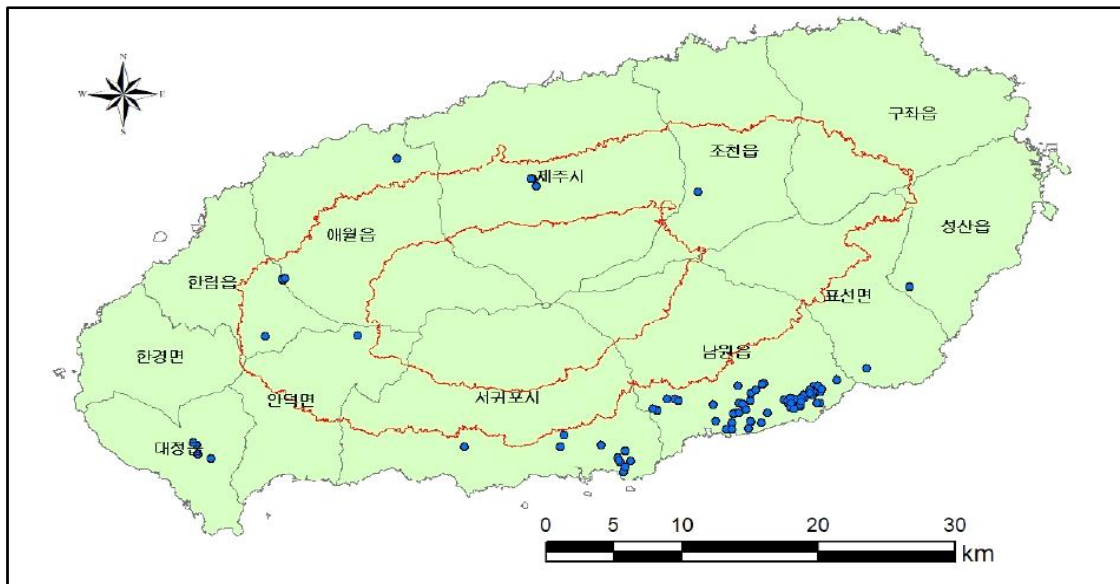 N
W E
S
구좌읍
조천읍
제주시
애월읍
성산읍
한림읍
표선면
한경면
남원읍
안덕면
서귀포시
대정읍
0 5 10 20 30
km